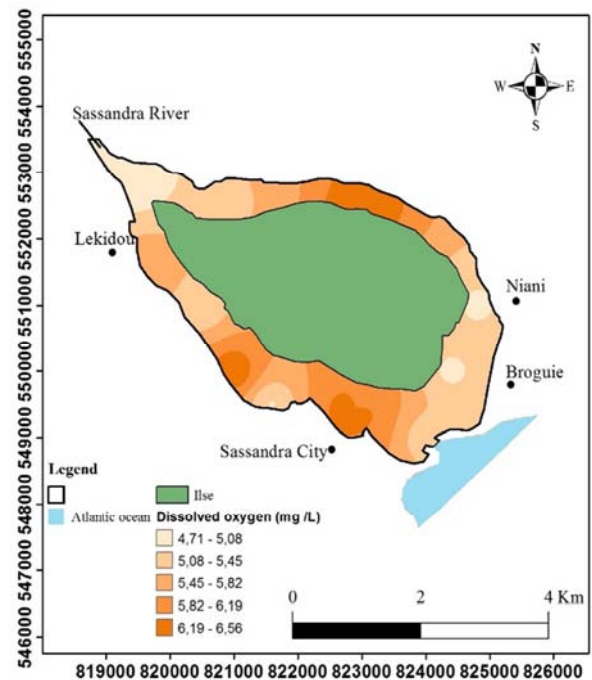 N
W E
S
Sassandra River
Lekidou
Niani
Broguie
Sassandra City
Legend
Ilse
Atlantic ocean
Dissolved oxygen (mg /L)
4,71 - 5,08
5,08 - 5,45
5,45 - 5,82
5,82 - 6,19
6,19 - 6,56
0 2 4 Km
555000
554000
553000
552000
551000
550000
549000
548000
547000
546000
819000 820000 821000 822000 823000 824000 825000 826000